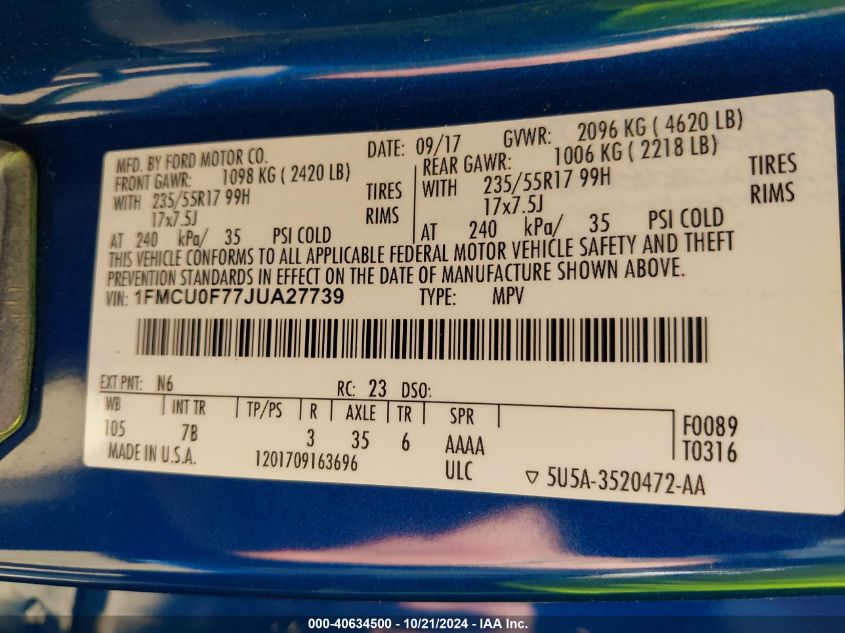 MFD. BY FORD MOTOR CO. DATE: 09/17 GVWR: 2096 KG ( 4620 LB)
FRONT GAWR: 1098 KG ( 2420 LB) REAR GAWR: 1006 KG ( 2218 LB)
WITH 235/55R17 99H TIRES WITH 235/55R17 99H TIRES
17x7.5J RIMS 17x7.5J RIMS
AT 240 kPa/ 35 PSI COLD AT 240 kPa/ 35 PSI COLD
THIS VEHICLE CONFORMS TO ALL APPLICABLE FEDERAL MOTOR VEHICLE SAFETY AND THEFT
PREVENTION STANDARDS IN EFFECT ON THE DATE OF MANUFACTURE SHOWN ABOVE.
VIN: 1FMCU0F77JUA27739 TYPE: MPV
EXT PNT: N6 RC: 23 DSO:
WB INT TR TP/PS R AXLE TR SPR
105 7B 3 35 6 AAAA F0089
MADE IN U.S.A. 1201709163696 ULC T0316
▽ 5U5A-3520472-AA
000-40634500 - 10/21/2024 - IAA Inc.